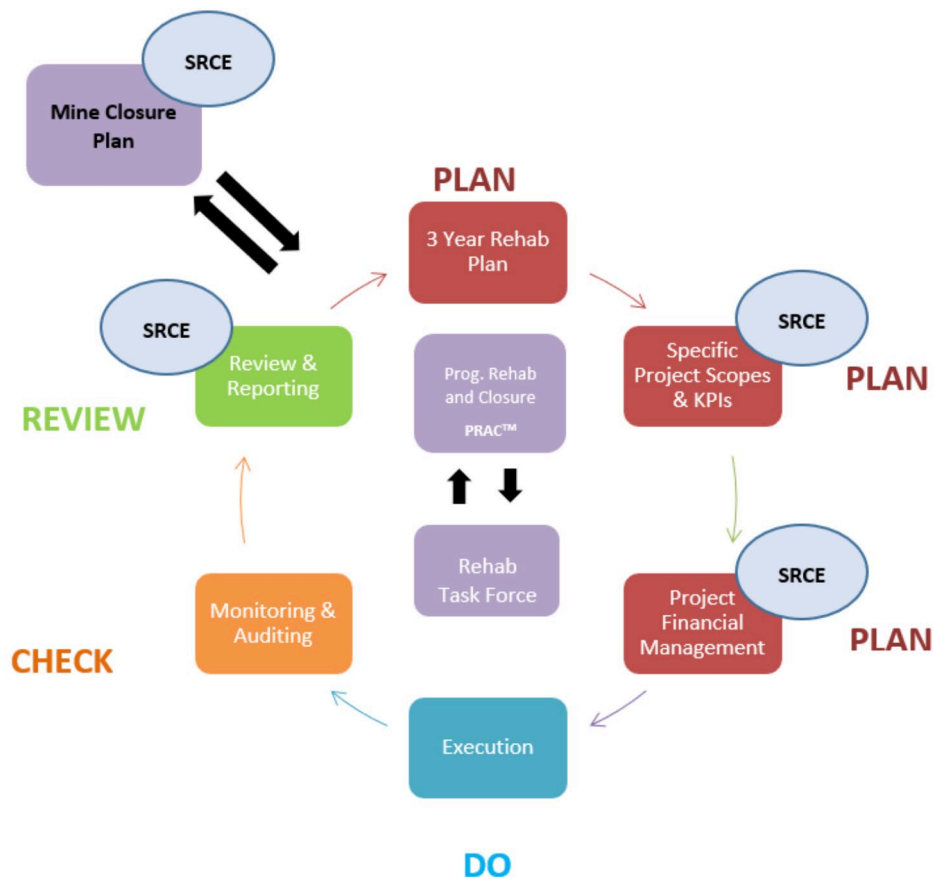 SRCE
Mine Closure
Plan
PLAN
3 Year Rehab
Plan
SRCE
Specific
Project Scopes
& KPIs
PLAN
SRCE
Review &
Reporting
REVIEW
Prog. Rehab
and Closure
PRAC™
Rehab
Task Force
SRCE
Project
Financial
Management
PLAN
Monitoring &
Auditing
CHECK
Execution
DO